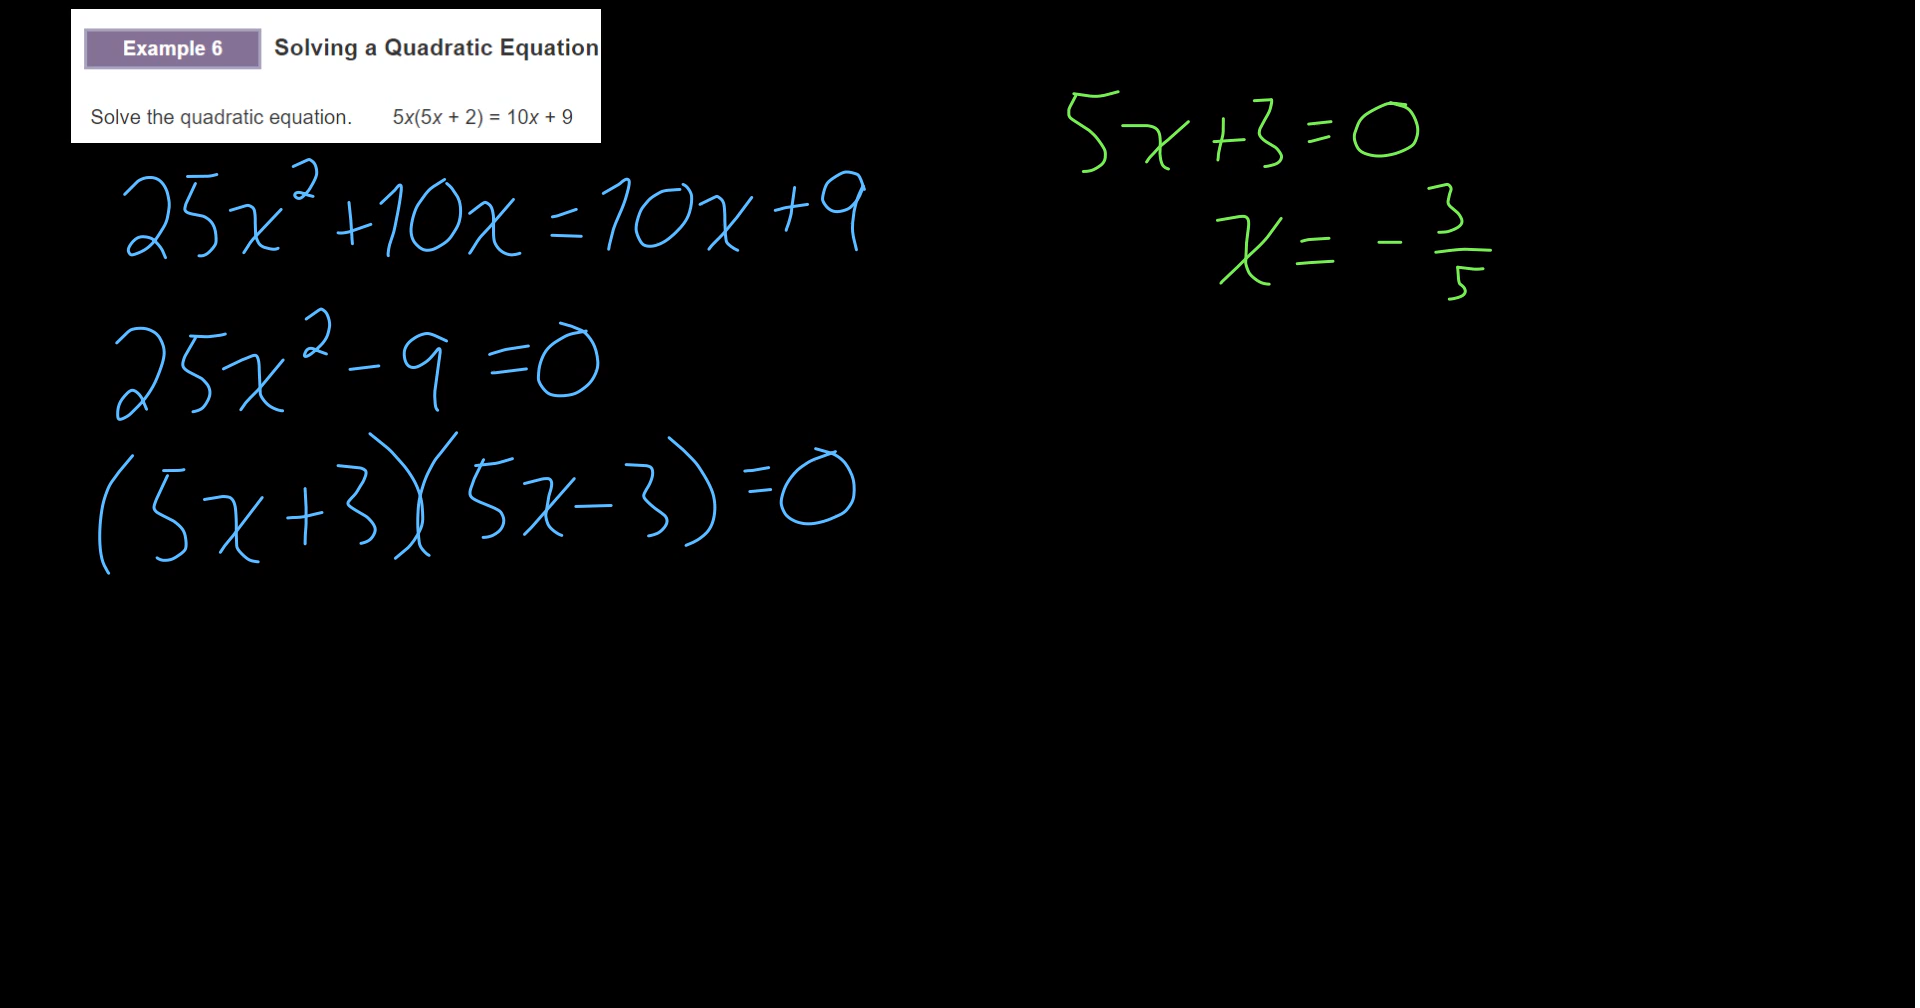 Example 6 Solving a Quadratic Equation
Solve the quadratic equation. 5x(5x + 2) = 10x + 9
25x² + 10x = 10x + 9
25x² - 9 = 0
(5x + 3)(5x - 3) = 0
5x + 3 = 0
x = - 3/5